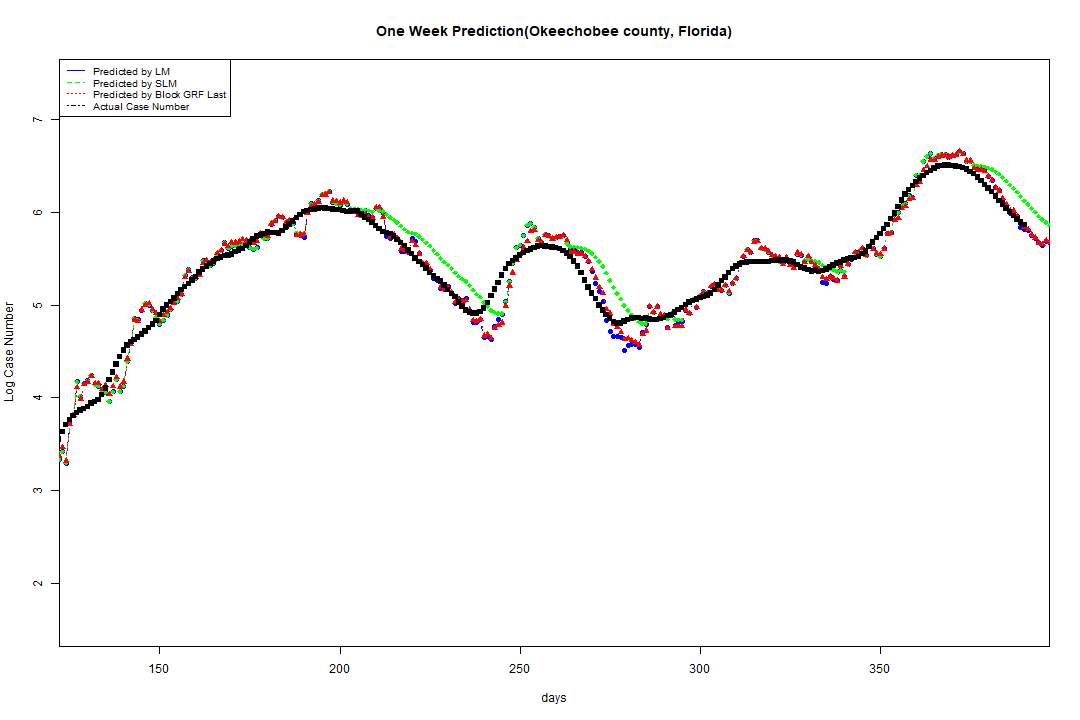 One Week Prediction(Okeechobee county, Florida)
Predicted by LM
Predicted by SLM
Predicted by Block GRF Last
Actual Case Number
7
6
5
4
3
2
Log Case Number
150 200 250 300 350
days